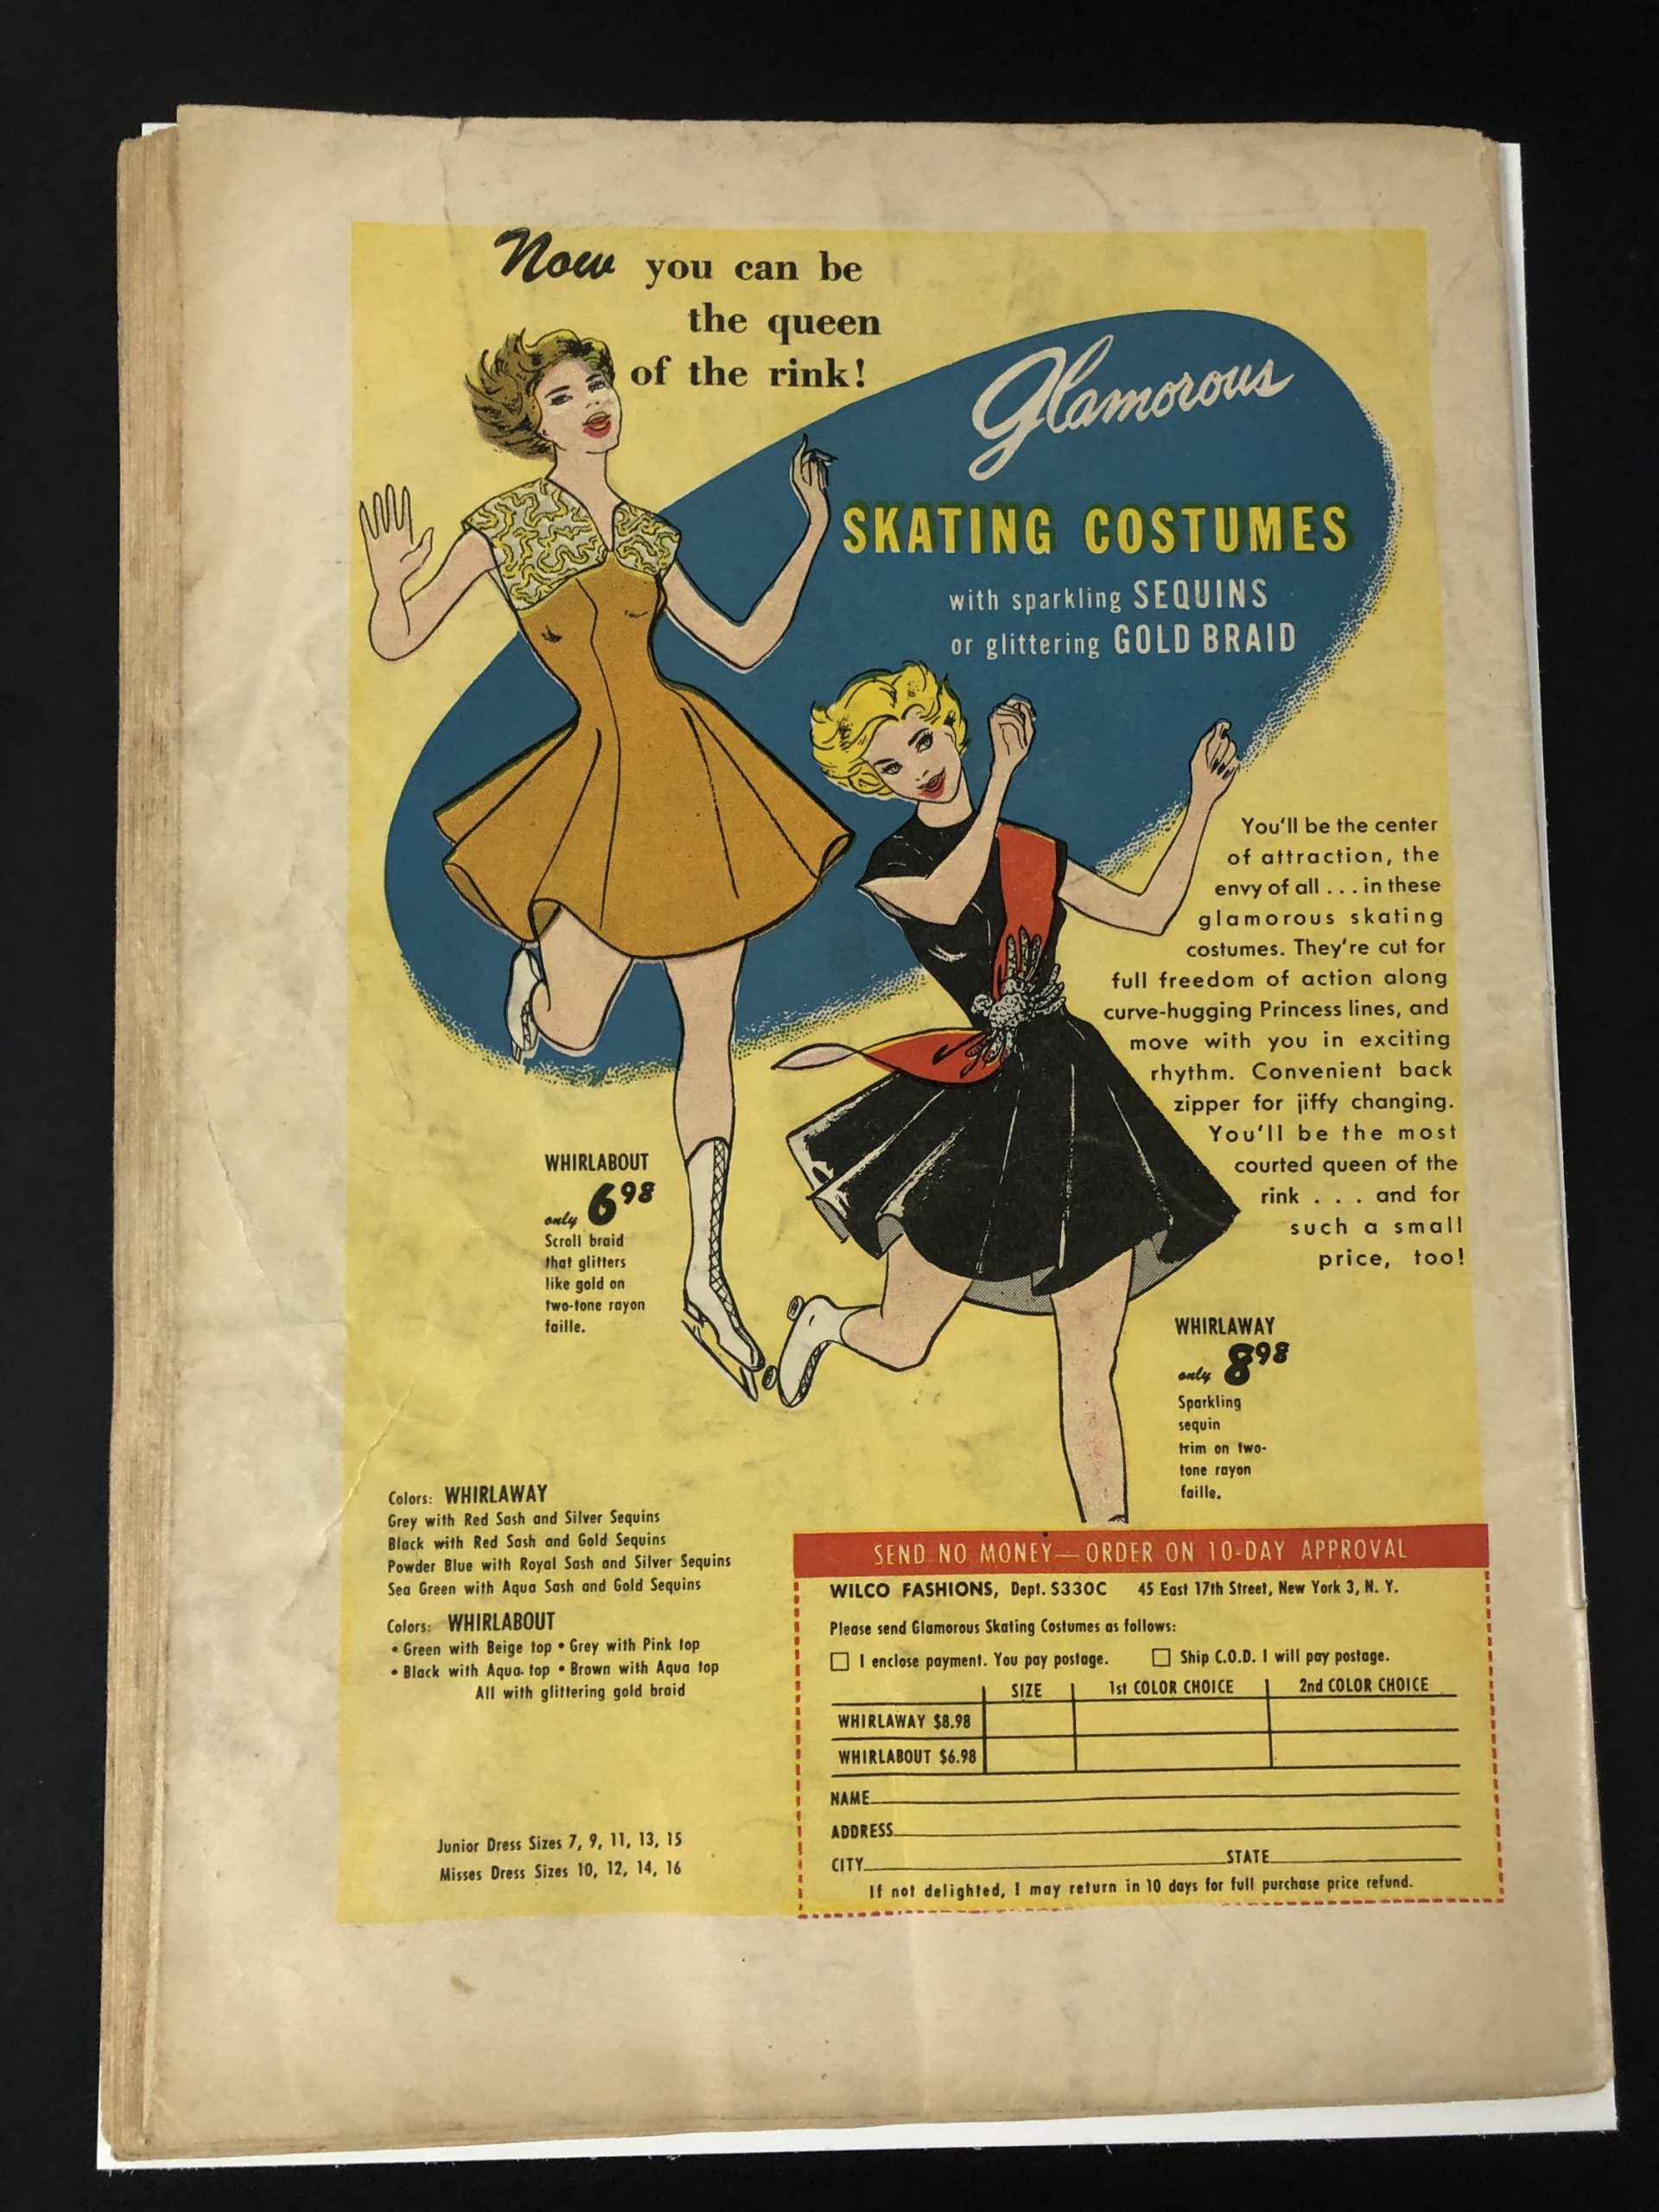 Now you can be
the queen
of the rink!
Glamorous
SKATING COSTUMES
with sparkling SEQUINS
or glittering GOLD BRAID
You'll be the center
of attraction, the
envy of all . . . in these
glamorous skating
costumes. They're cut for
full freedom of action along
curve-hugging Princess lines, and
move with you in exciting
rhythm. Convenient back
zipper for jiffy changing.
You'll be the most
courted queen of the
rink . . . and for
such a small
price, too!
WHIRLABOUT
only 6.98
Scroll braid
that glitters
like gold on
two-tone rayon
faille.
WHIRLAWAY
only 8.98
Sparkling
sequin
trim on two-
tone rayon
faille.
Colors: WHIRLAWAY
Grey with Red Sash and Silver Sequins
Black with Red Sash and Gold Sequins
Powder Blue with Royal Sash and Silver Sequins
Sea Green with Aqua Sash and Gold Sequins
Colors: WHIRLABOUT
• Green with Beige top • Grey with Pink top
• Black with Aqua top • Brown with Aqua top
All with glittering gold braid
Junior Dress Sizes 7, 9, 11, 13, 15
Misses Dress Sizes 10, 12, 14, 16
SEND NO MONEY—ORDER ON 10-DAY APPROVAL
WILCO FASHIONS, Dept. S330C 45 East 17th Street, New York 3, N. Y.
Please send Glamorous Skating Costumes as follows:
☐ I enclose payment. You pay postage. ☐ Ship C.O.D. I will pay postage.
SIZE 1st COLOR CHOICE 2nd COLOR CHOICE
WHIRLAWAY $8.98
WHIRLABOUT $6.98
NAME
ADDRESS
CITY STATE
If not delighted, I may return in 10 days for full purchase price refund.